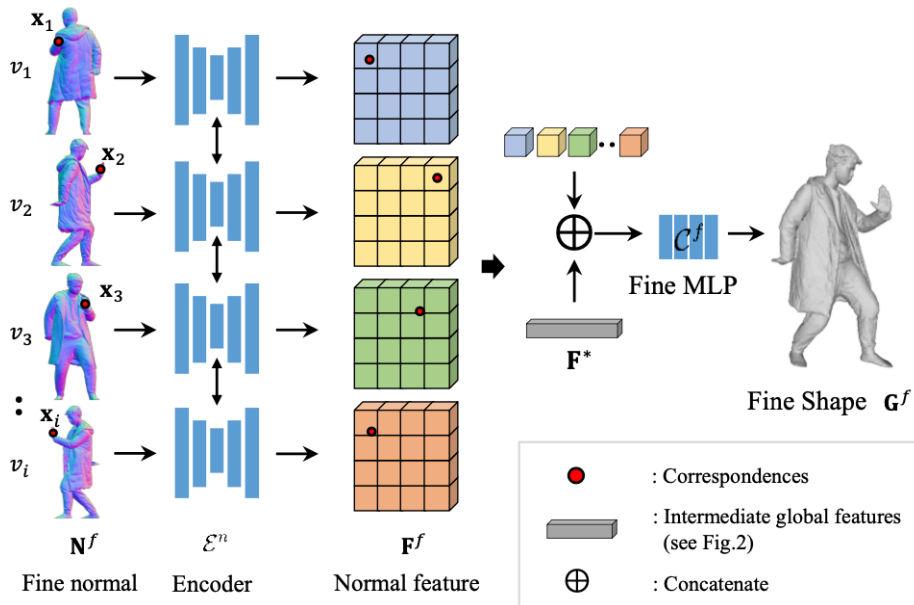 x₁
v₁
x₂
v₂
x₃
v₃
xᵢ
vᵢ
Nᶠ
Fine normal
ℰⁿ
Encoder
Fᶠ
Normal feature
𝒞ᶠ
Fine MLP
F*
Fine Shape Gᶠ
: Correspondences
: Intermediate global features
(see Fig.2)
: Concatenate